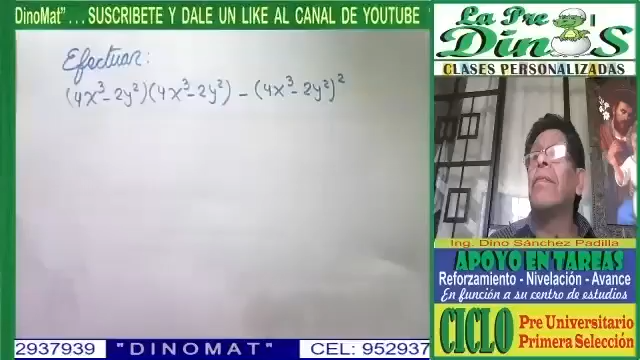 DinoMat”... SUSCRIBETE Y DALE UN LIKE AL CANAL DE YOUTUBE
Efectuar:
(4x³-2y²)(4x³-2y²) - (4x³-2y²)²
La Pre
DinoS
CLASES PERSONALIZADAS
Ing. Dino Sánchez Padilla
APOYO EN TAREAS
Reforzamiento - Nivelación - Avance
En función a su centro de estudios
CICLO Pre Universitario
Primera Selección
2937939 "DINOMAT" CEL: 952937